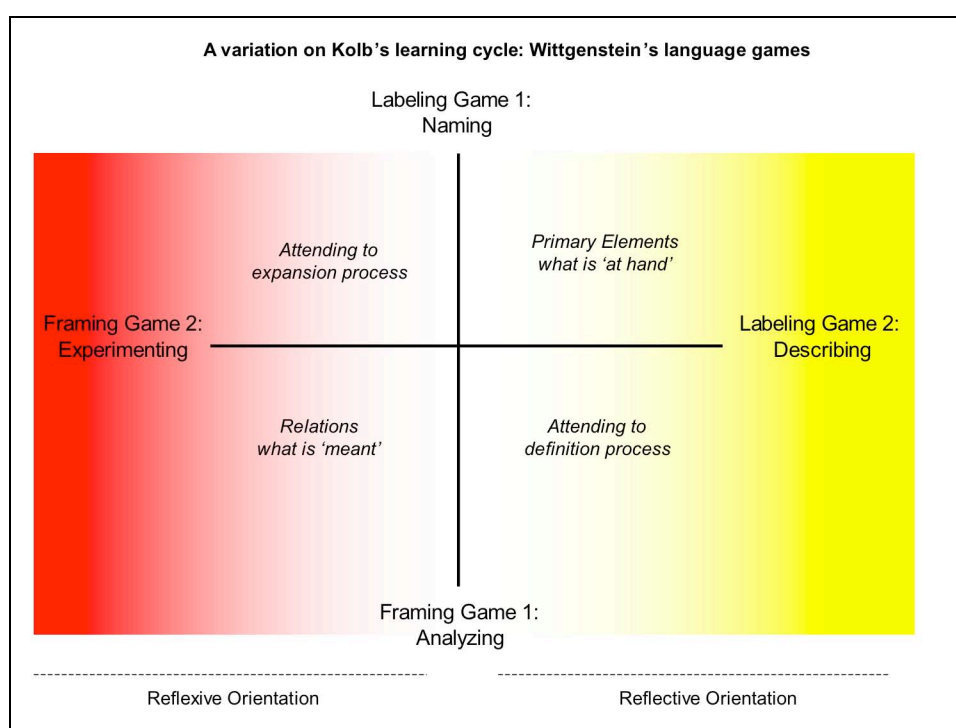 A variation on Kolb’s learning cycle: Wittgenstein’s language games
Labeling Game 1:
Naming
Attending to
expansion process
Primary Elements
what is ‘at hand’
Framing Game 2:
Experimenting
Labeling Game 2:
Describing
Relations
what is ‘meant’
Attending to
definition process
Framing Game 1:
Analyzing
Reflexive Orientation
Reflective Orientation